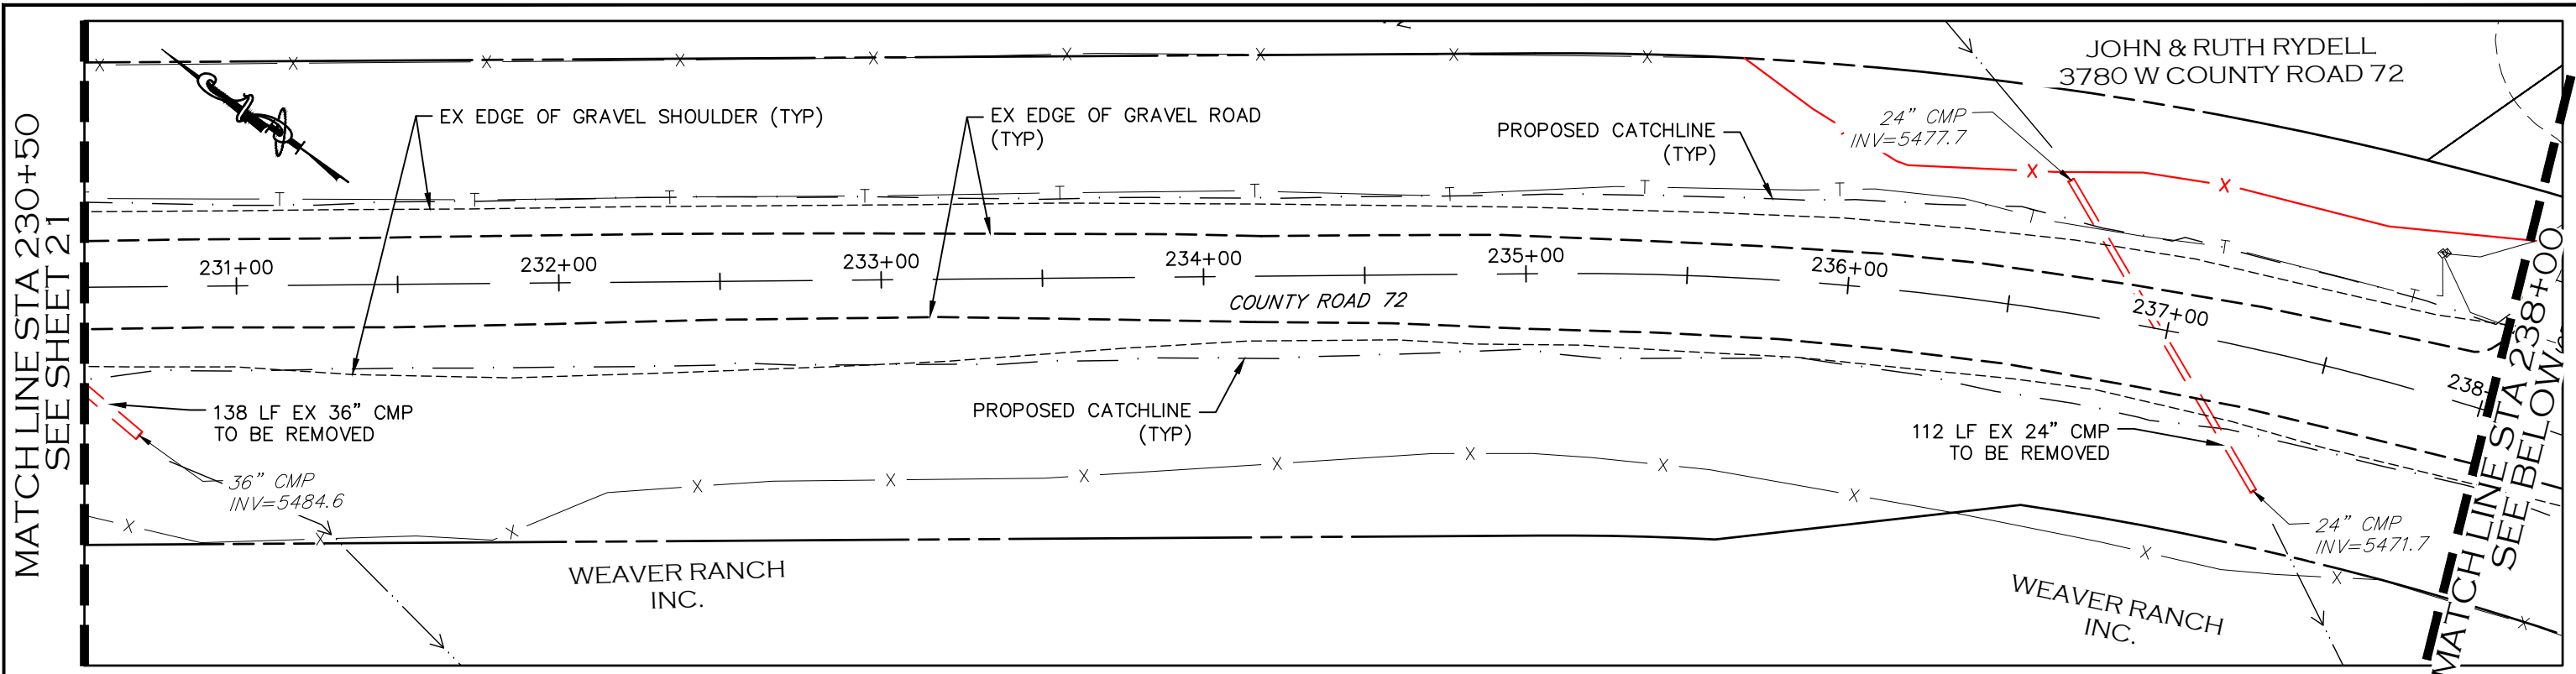 MATCH LINE STA 230+50
SEE SHEET 21
EX EDGE OF GRAVEL SHOULDER (TYP)
EX EDGE OF GRAVEL ROAD
(TYP)
PROPOSED CATCHLINE
(TYP)
24" CMP
INV=5477.7
JOHN & RUTH RYDELL
3780 W COUNTY ROAD 72
X X X X X X X X X
X X
T T T T T T T T T T T T
231+00
232+00
233+00
234+00
235+00
236+00
237+00
238+
COUNTY ROAD 72
138 LF EX 36" CMP
TO BE REMOVED
36" CMP
INV=5484.6
PROPOSED CATCHLINE
(TYP)
112 LF EX 24" CMP
TO BE REMOVED
24" CMP
INV=5471.7
X X X X X X X X X X X X X
WEAVER RANCH
INC.
WEAVER RANCH
INC.
MATCH LINE STA 238+00
SEE BELOW